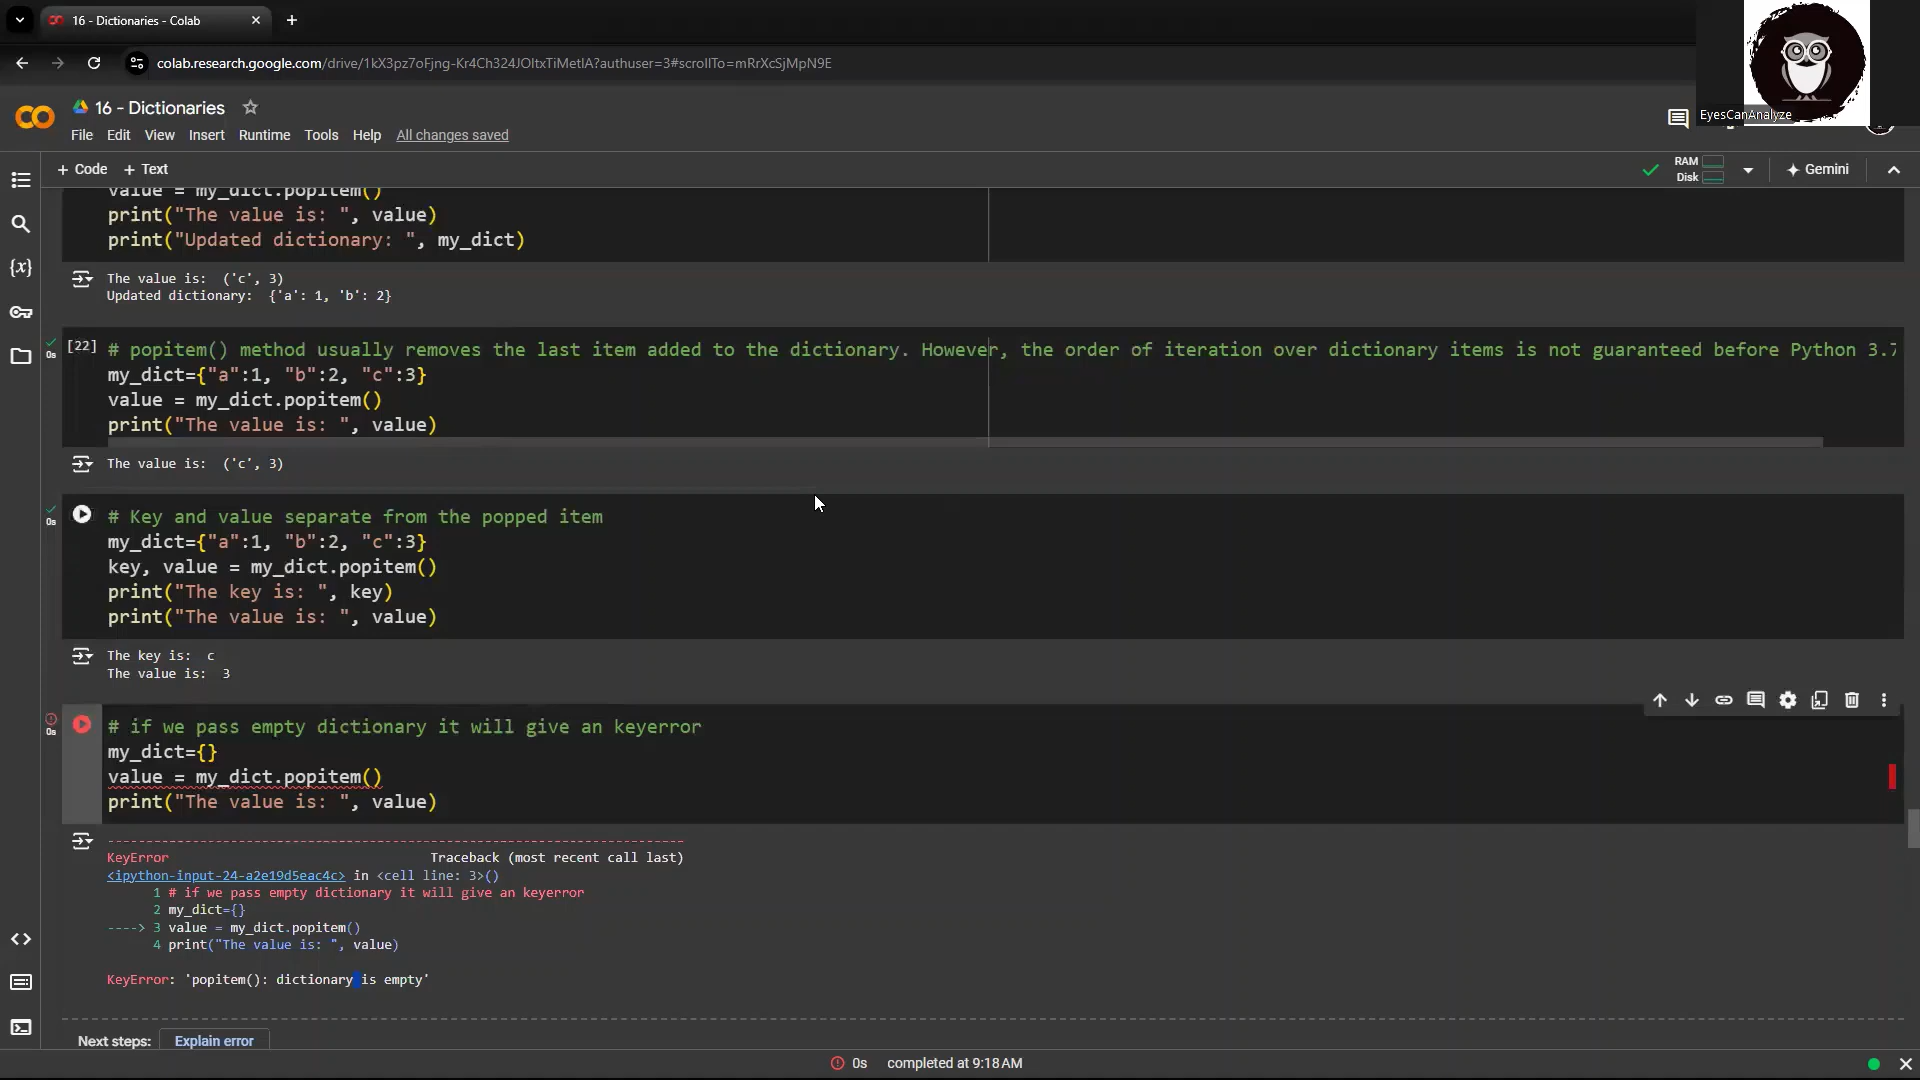 16 - Dictionaries - Colab
colab.research.google.com/drive/1kX3pz7oFjng-Kr4Ch324JOItxTiMetlA?authuser=3#scrollTo=mRrXcSjMpN9E
EyesCanAnalyze
16 - Dictionaries
File Edit View Insert Runtime Tools Help All changes saved
+ Code + Text
RAM
Disk
Gemini
value = my_dict.popitem()
print("The value is: ", value)
print("Updated dictionary: ", my_dict)
The value is:  ('c', 3)
Updated dictionary:  {'a': 1, 'b': 2}
0s
[22]
# popitem() method usually removes the last item added to the dictionary. However, the order of iteration over dictionary items is not guaranteed before Python 3.7
my_dict={"a":1, "b":2, "c":3}
value = my_dict.popitem()
print("The value is: ", value)
The value is:  ('c', 3)
0s
# Key and value separate from the popped item
my_dict={"a":1, "b":2, "c":3}
key, value = my_dict.popitem()
print("The key is: ", key)
print("The value is: ", value)
The key is:  c
The value is:  3
0s
# if we pass empty dictionary it will give an keyerror
my_dict={}
value = my_dict.popitem()
print("The value is: ", value)
---------------------------------------------------------------------------
KeyError                                  Traceback (most recent call last)
<ipython-input-24-a2e19d5eac4c> in <cell line: 3>()
1 # if we pass empty dictionary it will give an keyerror
2 my_dict={}
----> 3 value = my_dict.popitem()
4 print("The value is: ", value)
KeyError: 'popitem(): dictionary is empty'
Next steps: Explain error
0s completed at 9:18 AM